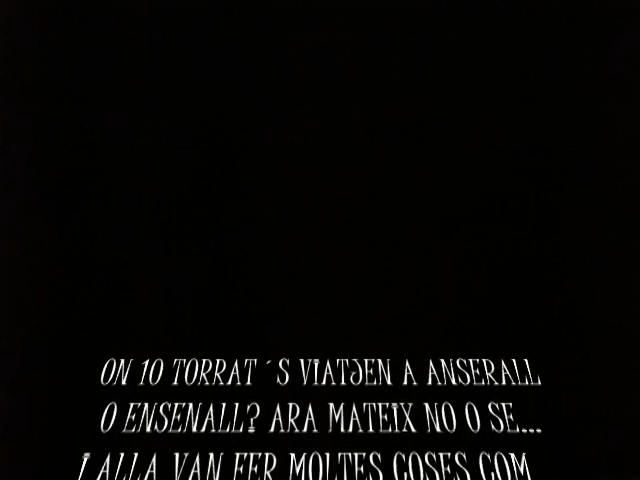 ON 10 TORRAT ´S VIATJEN A ANSERALL
O ENSENALL? ARA MATEIX NO O SE...
I ALLA VAN FER MOLTES COSES COM